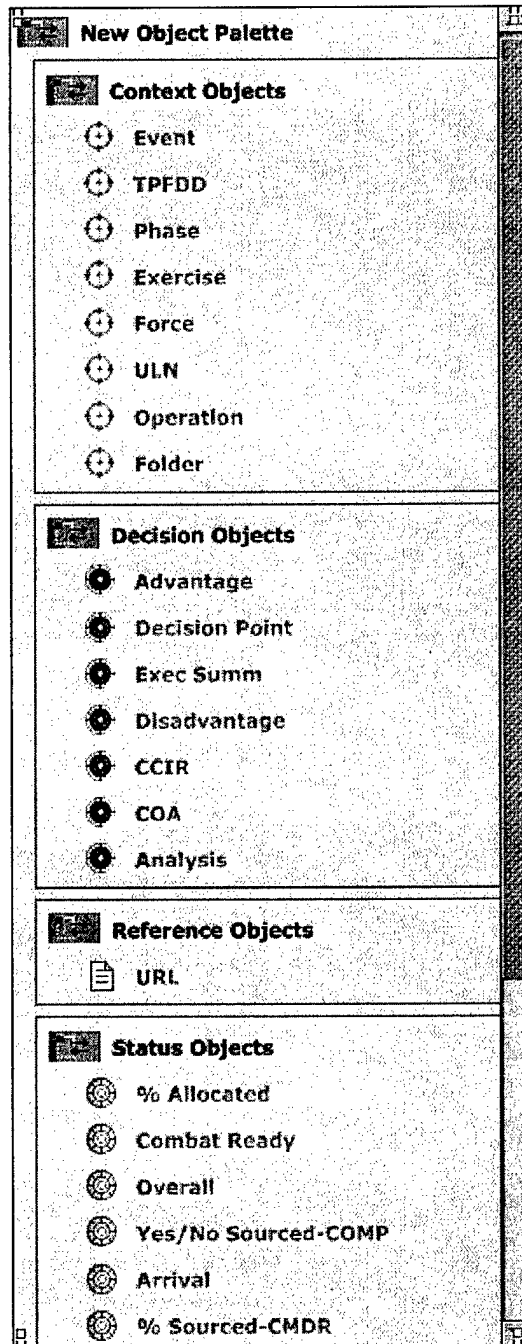 New Object Palette
Context Objects
Event
TPFDD
Phase
Exercise
Force
ULN
Operation
Folder
Decision Objects
Advantage
Decision Point
Exec Summ
Disadvantage
CCIR
COA
Analysis
Reference Objects
URL
Status Objects
% Allocated
Combat Ready
Overall
Yes/No Sourced-COMP
Arrival
% Sourced-CMDR